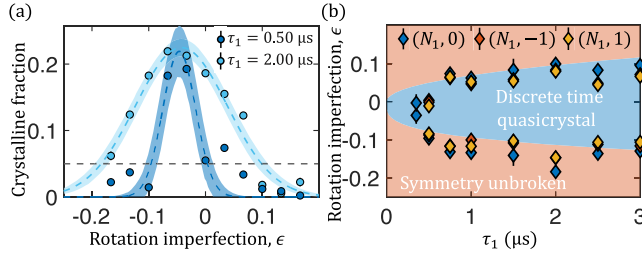 (a)
τ₁ = 0.50 μs
τ₁ = 2.00 μs
Crystalline fraction
0.2
0.1
0
-0.2
-0.1
0
0.1
Rotation imperfection, ϵ
(b)
(N₁, 0)
(N₁, −1)
(N₁, 1)
Rotation imperfection, ϵ
0.1
0
-0.1
-0.2
Discrete time
quasicrystal
Symmetry unbroken
0
1
2
3
τ₁ (μs)